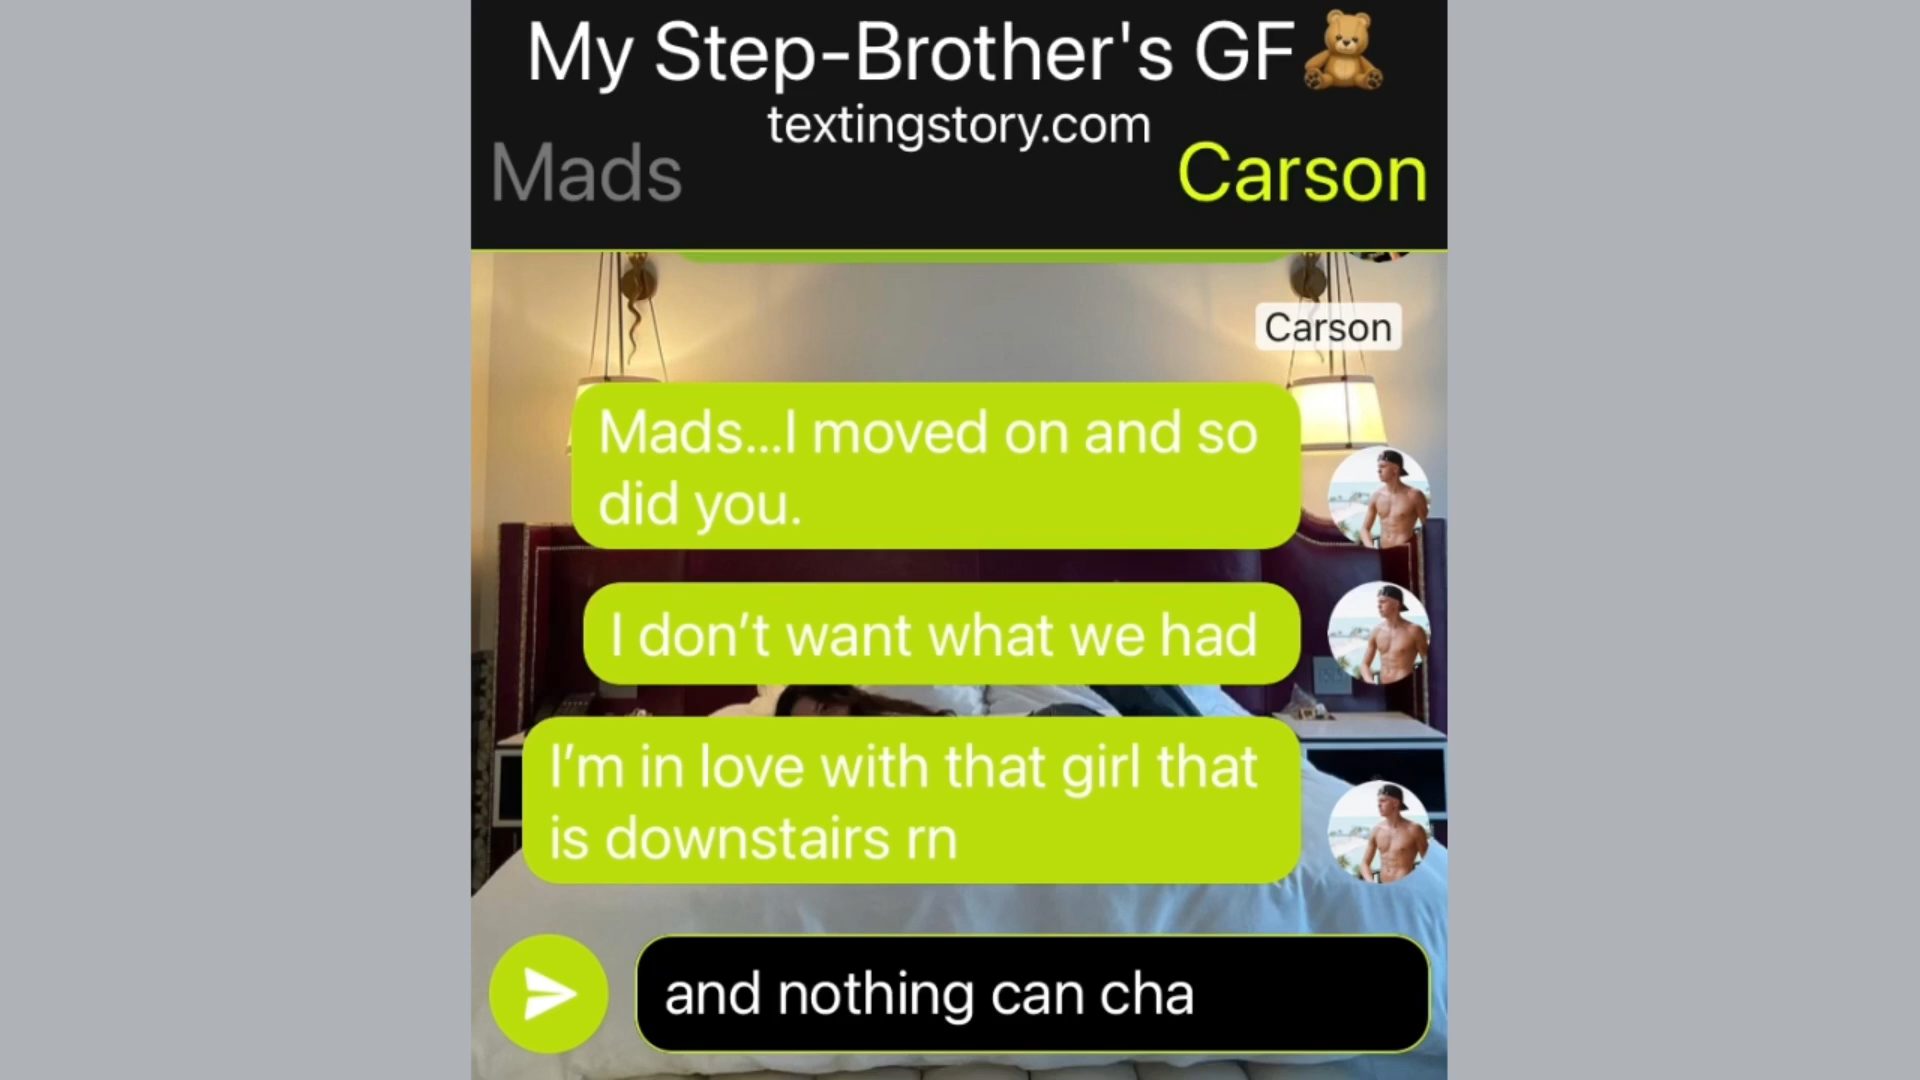 My Step-Brother's GF🧸
textingstory.com
Mads
Carson
Carson
Mads...I moved on and so
did you.
I don’t want what we had
I’m in love with that girl that
is downstairs rn
and nothing can cha